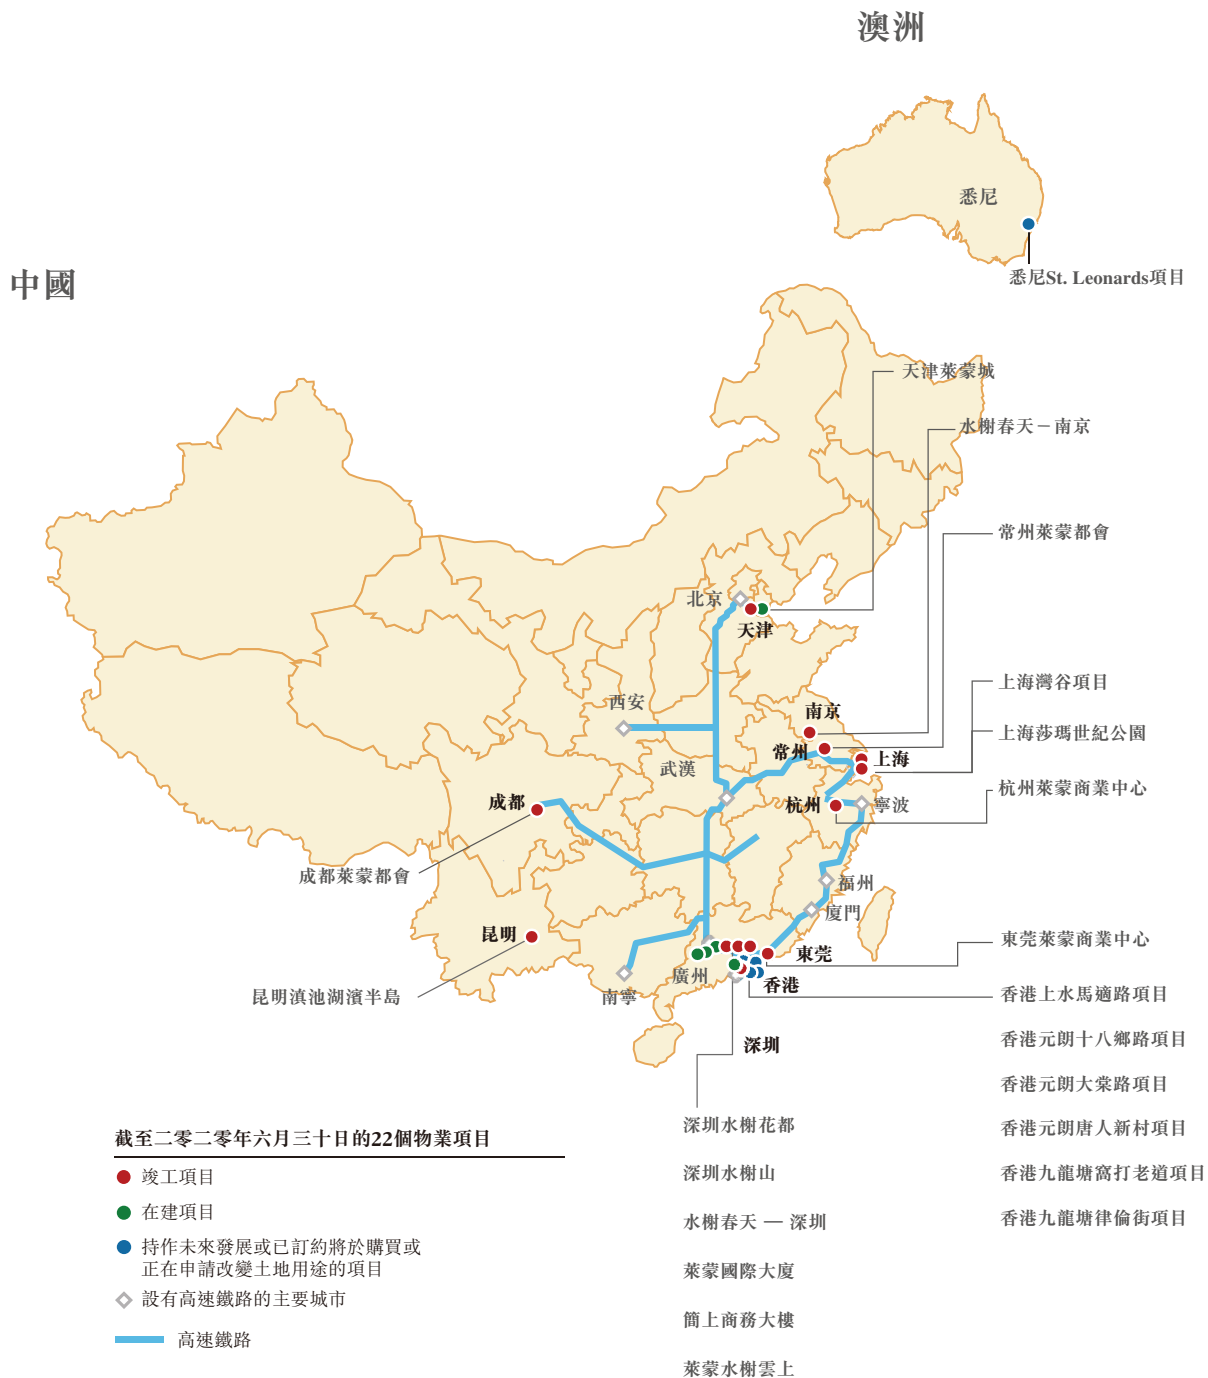 澳洲
悉尼
悉尼St. Leonards項目
中國
天津萊蒙城
水榭春天－南京
常州萊蒙都會
北京
天津
上海灣谷項目
西安
南京
上海莎瑪世紀公園
常州
上海
武漢
杭州萊蒙商業中心
成都
杭州
寧波
成都萊蒙都會
福州
廈門
昆明
東莞
東莞萊蒙商業中心
廣州
香港
昆明滇池湖濱半島
南寧
香港上水馬適路項目
深圳
香港元朗十八鄉路項目
香港元朗大棠路項目
深圳水榭花都
香港元朗唐人新村項目
截至二零二零年六月三十日的22個物業項目
深圳水榭山
香港九龍塘窩打老道項目
竣工項目
在建項目
水榭春天 — 深圳
香港九龍塘律倫街項目
持作未來發展或已訂約將於購買或
正在申請改變土地用途的項目
萊蒙國際大廈
設有高速鐵路的主要城市
簡上商務大樓
高速鐵路
萊蒙水榭雲上